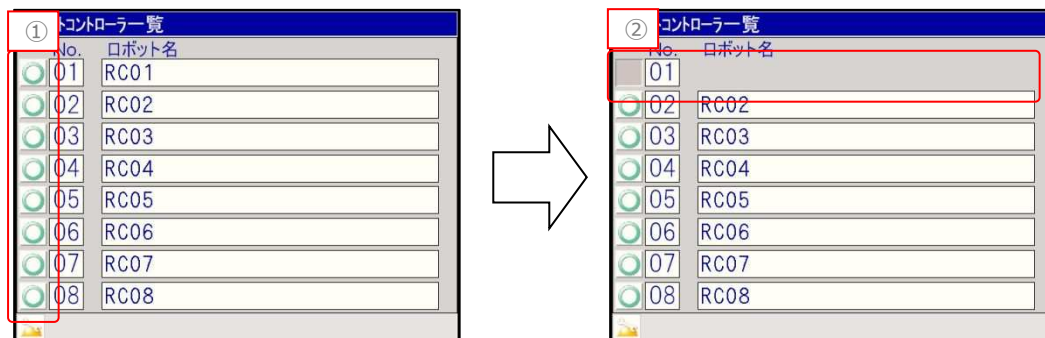 ① トコントローラー一覧
No. ロボット名
01 RC01
02 RC02
03 RC03
04 RC04
05 RC05
06 RC06
07 RC07
08 RC08
② コントローラー一覧
No. ロボット名
01
02 RC02
03 RC03
04 RC04
05 RC05
06 RC06
07 RC07
08 RC08